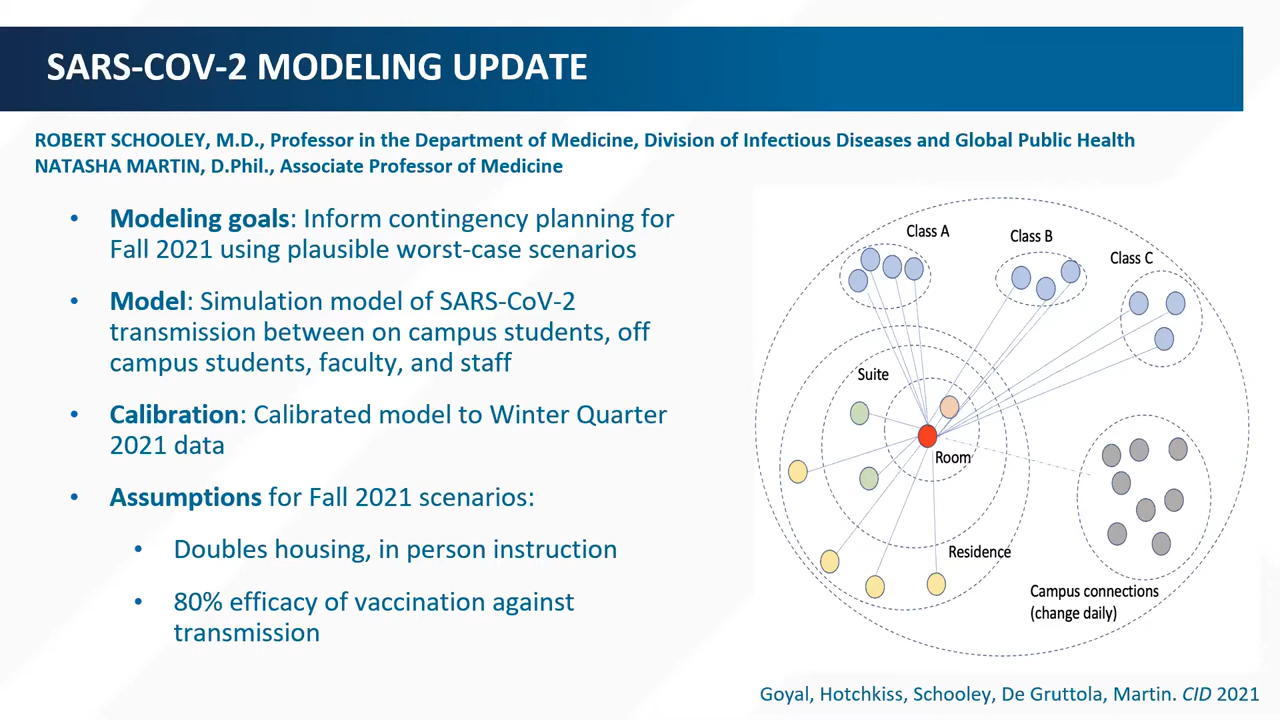 SARS-COV-2 MODELING UPDATE
ROBERT SCHOOLEY, M.D., Professor in the Department of Medicine, Division of Infectious Diseases and Global Public Health
NATASHA MARTIN, D.Phil., Associate Professor of Medicine
• Modeling goals: Inform contingency planning for
Fall 2021 using plausible worst-case scenarios
• Model: Simulation model of SARS-CoV-2
transmission between on campus students, off
campus students, faculty, and staff
• Calibration: Calibrated model to Winter Quarter
2021 data
• Assumptions for Fall 2021 scenarios:
• Doubles housing, in person instruction
• 80% efficacy of vaccination against
transmission
Class A
Class B
Class C
Suite
Room
Residence
Campus connections
(change daily)
Goyal, Hotchkiss, Schooley, De Gruttola, Martin. CID 2021